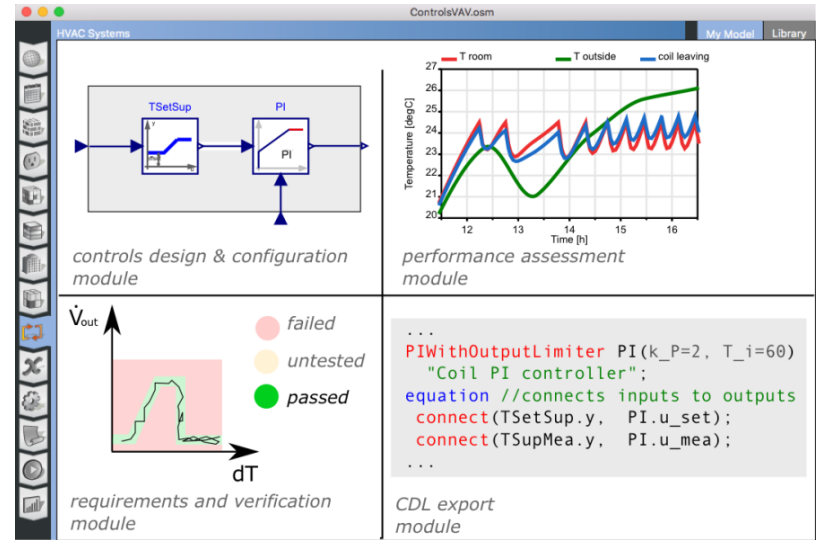 ControlsVAV.osm
HVAC Systems
My Model
Library
TSetSup
PI
PI
controls design & configuration
module
T room
T outside
coil leaving
Temperature [degC]
27
26
25
24
23
22
21
20
12
13
14
15
16
Time [h]
performance assessment
module
V̇out
failed
untested
passed
dT
requirements and verification
module
...
PIWithOutputLimiter PI(k_P=2, T_i=60)
"Coil PI controller";
equation //connects inputs to outputs
connect(TSetSup.y, PI.u_set);
connect(TSupMea.y, PI.u_mea);
...
CDL export
module